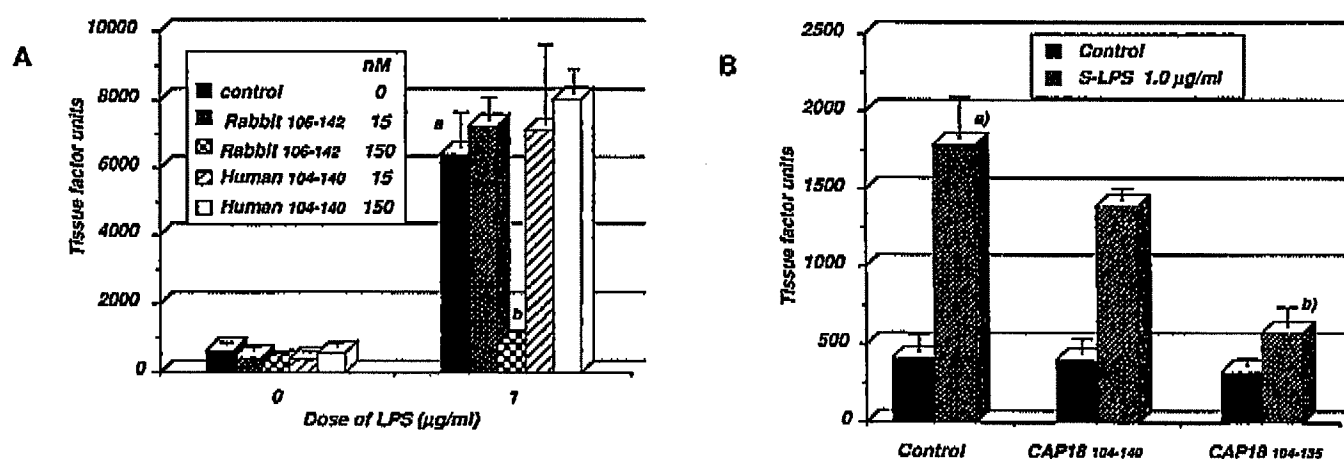 A
Tissue factor units
10000
8000
6000
4000
2000
0
nM
control 0
Rabbit 106-142 15
Rabbit 106-142 150
Human 104-140 15
Human 104-140 150
a
b
0 1
Dose of LPS (µg/ml)
B
Tissue factor units
2500
2000
1500
1000
500
0
Control
S-LPS 1.0 µg/ml
a)
b)
Control CAP18 104-140 CAP18 104-135